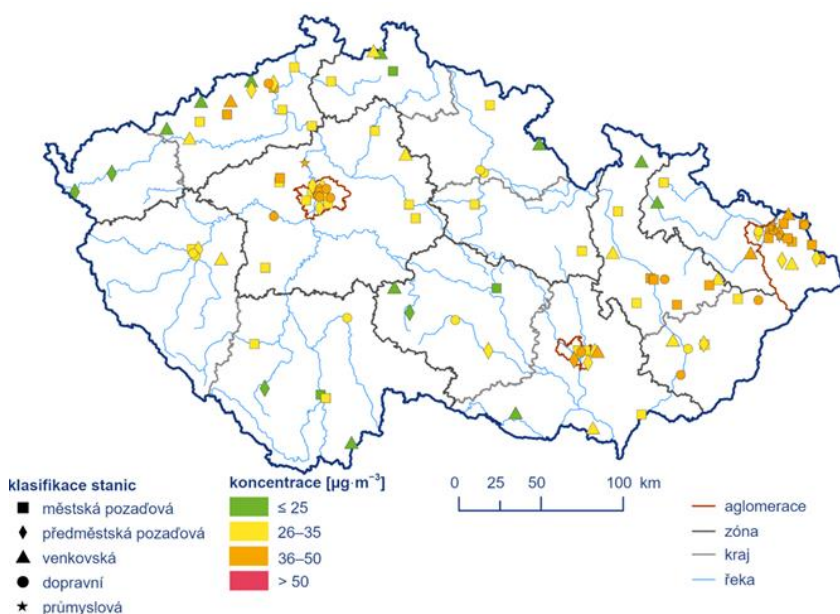 klasifikace stanic
městská pozaďová
předměstská pozaďová
venkovská
dopravní
průmyslová
koncentrace [µg·m⁻³]
≤ 25
26–35
36–50
> 50
0 50 100 km
aglomerace
zóna
kraj
řeka